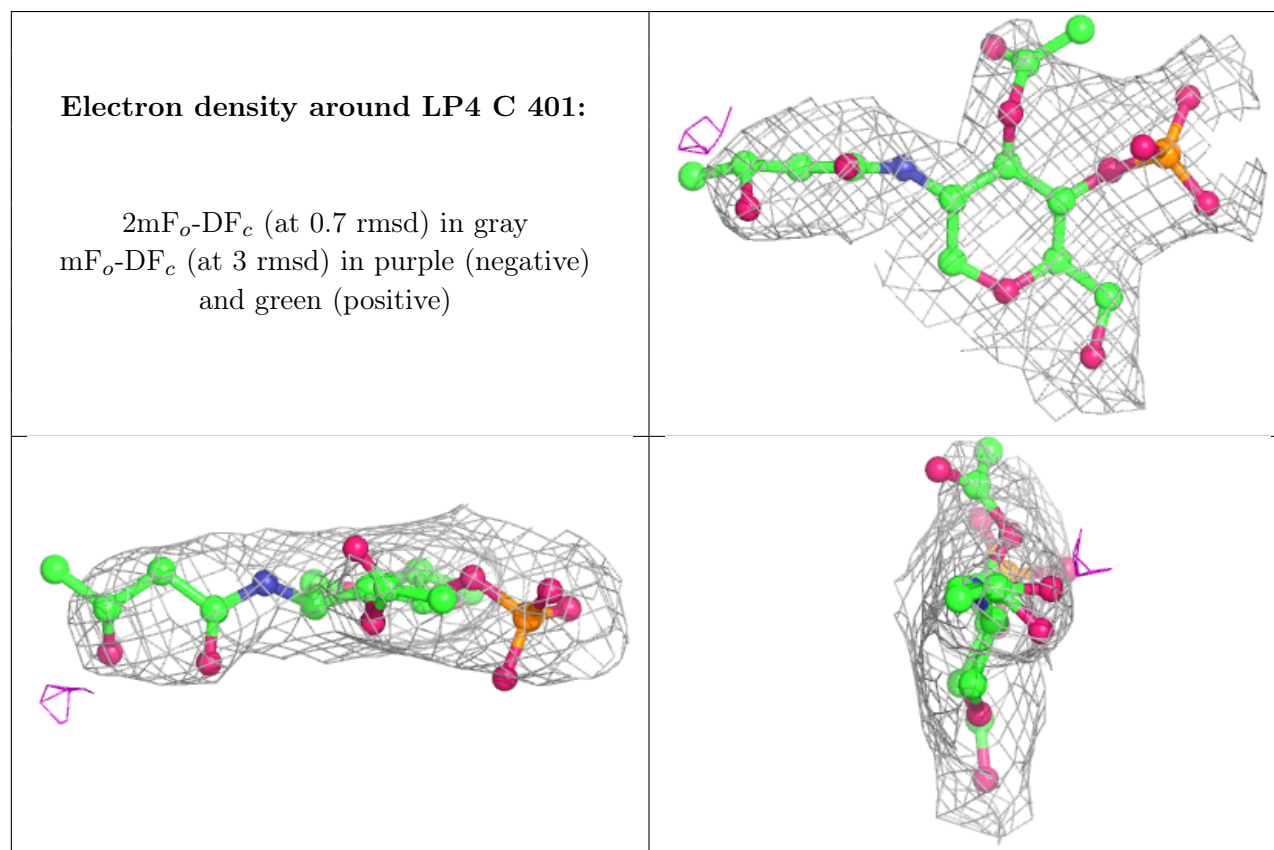 Electron density around LP4 C 401:
2mFo-DFc (at 0.7 rmsd) in gray
mFo-DFc (at 3 rmsd) in purple (negative)
and green (positive)